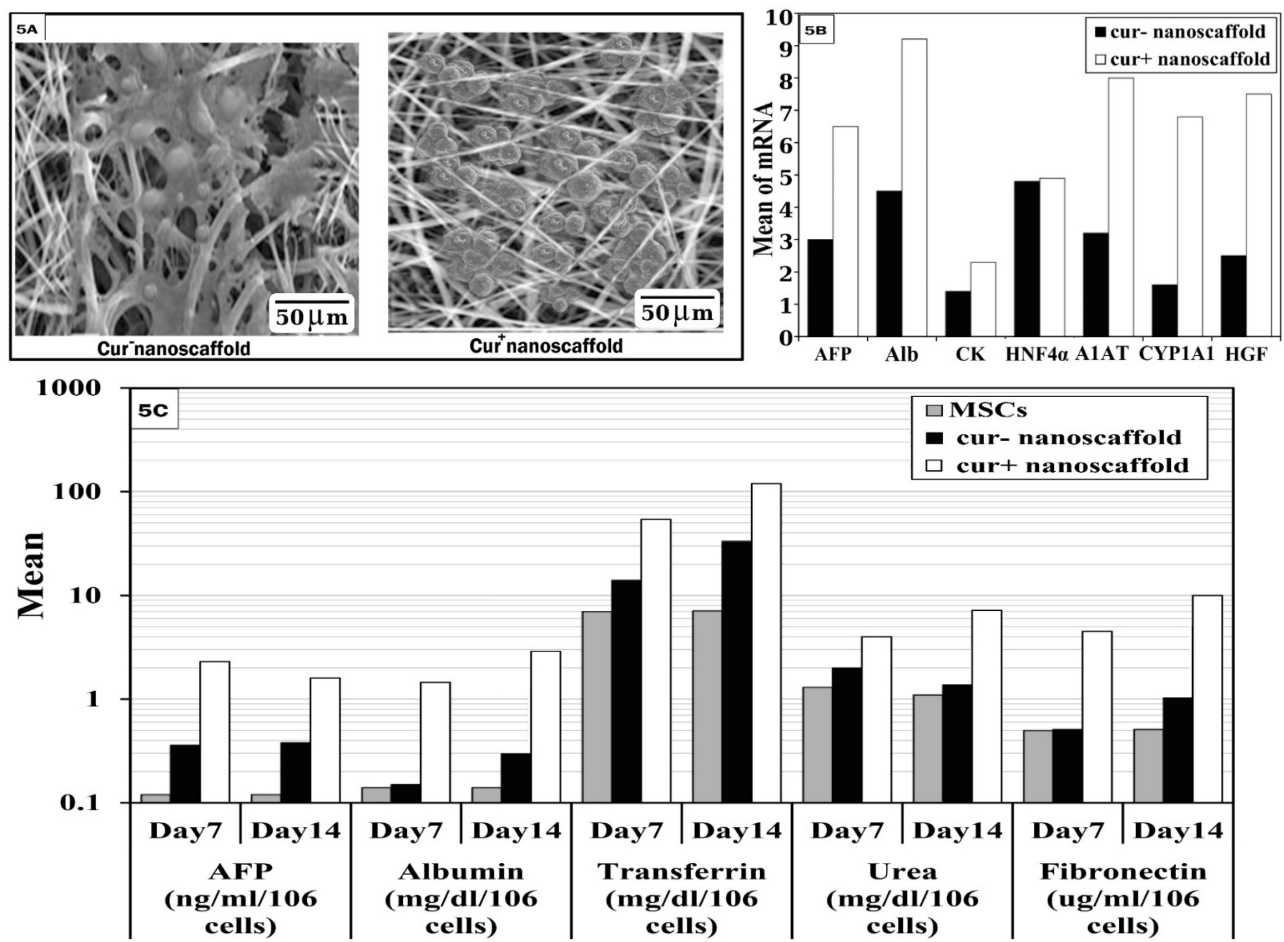 5A
50 µm
50 µm
Cur⁻nanoscaffold
Cur⁺nanoscaffold
5B
cur- nanoscaffold
cur+ nanoscaffold
Mean of mRNA
10
9
8
7
6
5
4
3
2
1
0
AFP Alb CK HNF4α A1AT CYP1A1 HGF
5C
MSCs
cur- nanoscaffold
cur+ nanoscaffold
Mean
1000
100
10
1
0.1
Day7 Day14 Day7 Day14 Day7 Day14 Day7 Day14 Day7 Day14
AFP
(ng/ml/106
cells)
Albumin
(mg/dl/106
cells)
Transferrin
(mg/dl/106
cells)
Urea
(mg/dl/106
cells)
Fibronectin
(ug/ml/106
cells)